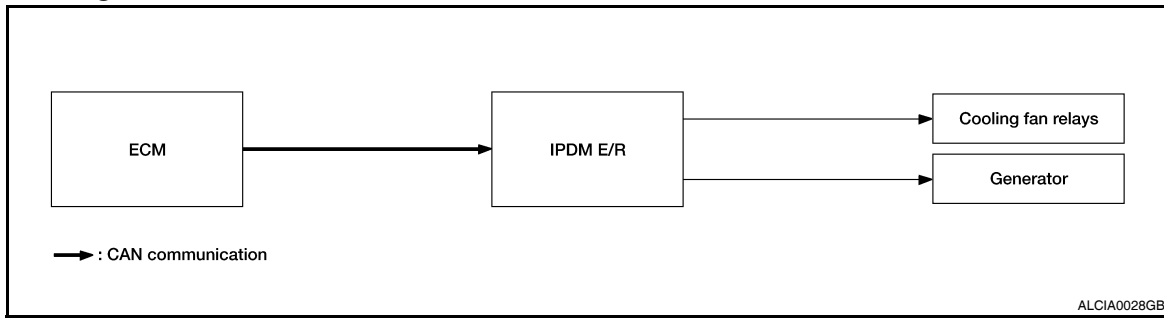 ECM
IPDM E/R
Cooling fan relays
Generator
: CAN communication
ALCIA0028GB